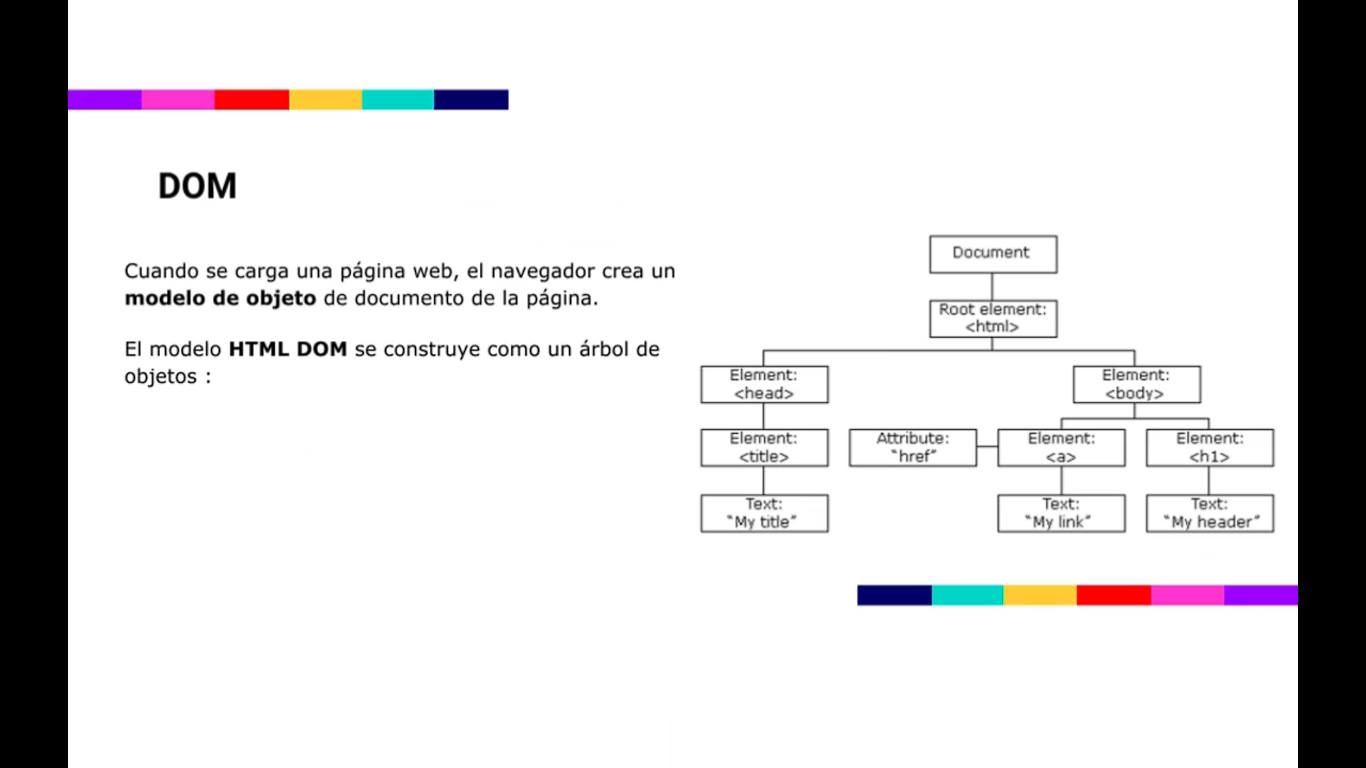 DOM
Cuando se carga una página web, el navegador crea un
modelo de objeto de documento de la página.
El modelo HTML DOM se construye como un árbol de
objetos :
Document
Root element:
<html>
Element:
<head>
Element:
<body>
Element:
<title>
Attribute:
"href"
Element:
<a>
Element:
<h1>
Text:
"My title"
Text:
"My link"
Text:
"My header"